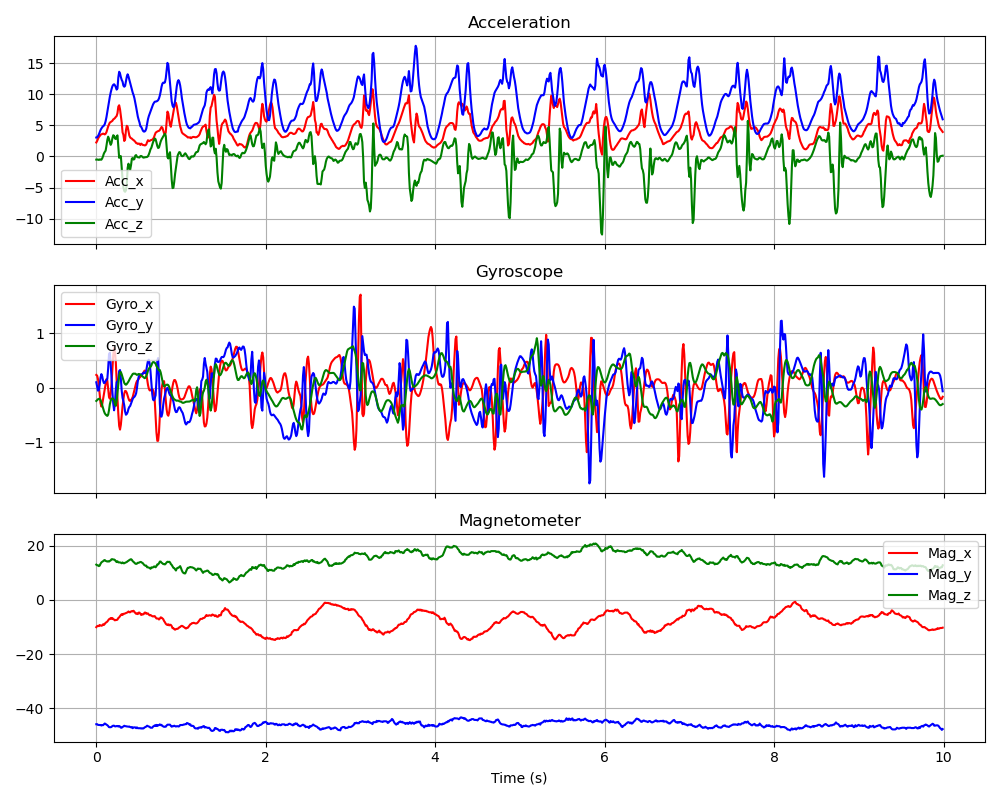 Acceleration
15
10
5
0
−5
−10
Acc_x
Acc_y
Acc_z
Gyroscope
1
0
−1
Gyro_x
Gyro_y
Gyro_z
Magnetometer
20
0
−20
−40
Mag_x
Mag_y
Mag_z
0 2 4 6 8 10
Time (s)